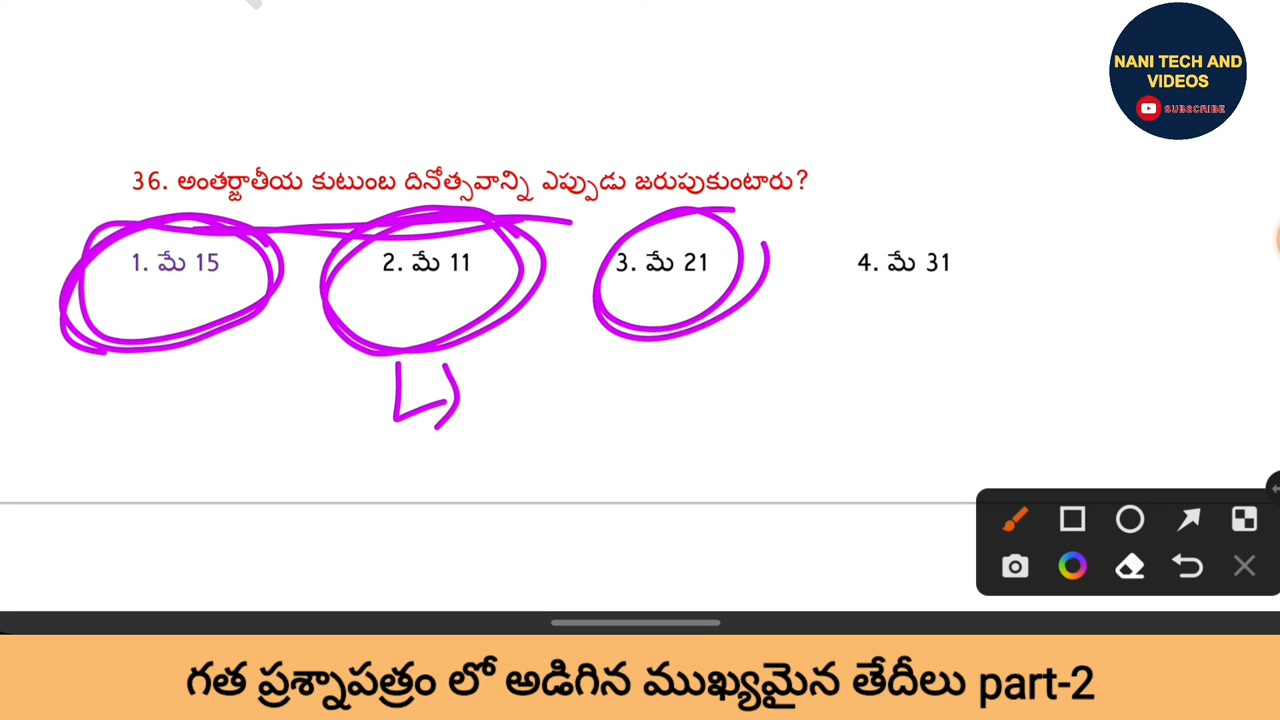 NANI TECH AND
VIDEOS
SUBSCRIBE
36. అంతర్జాతీయ కుటుంబ దినోత్సవాన్ని ఎప్పుడు జరుపుకుంటారు?
1. మే 15 2. మే 11 3. మే 21 4. మే 31
గత ప్రశ్నాపత్రం లో అడిగిన ముఖ్యమైన తేదీలు part-2